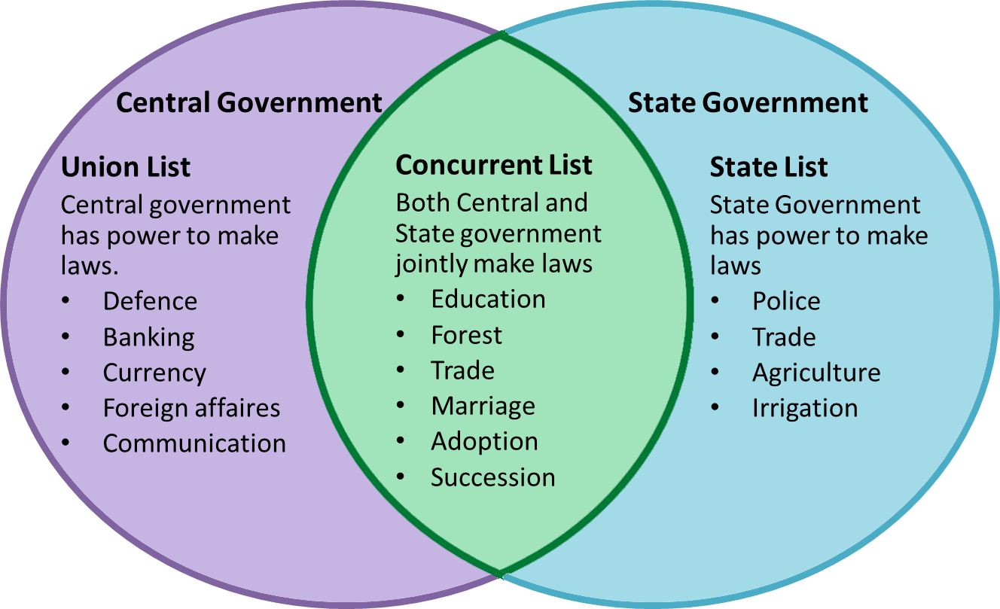 Central Government
State Government
Union List
Central government
has power to make
laws.
• Defence
• Banking
• Currency
• Foreign affaires
• Communication
Concurrent List
Both Central and
State government
jointly make laws
• Education
• Forest
• Trade
• Marriage
• Adoption
• Succession
State List
State Government
has power to make
laws
• Police
• Trade
• Agriculture
• Irrigation